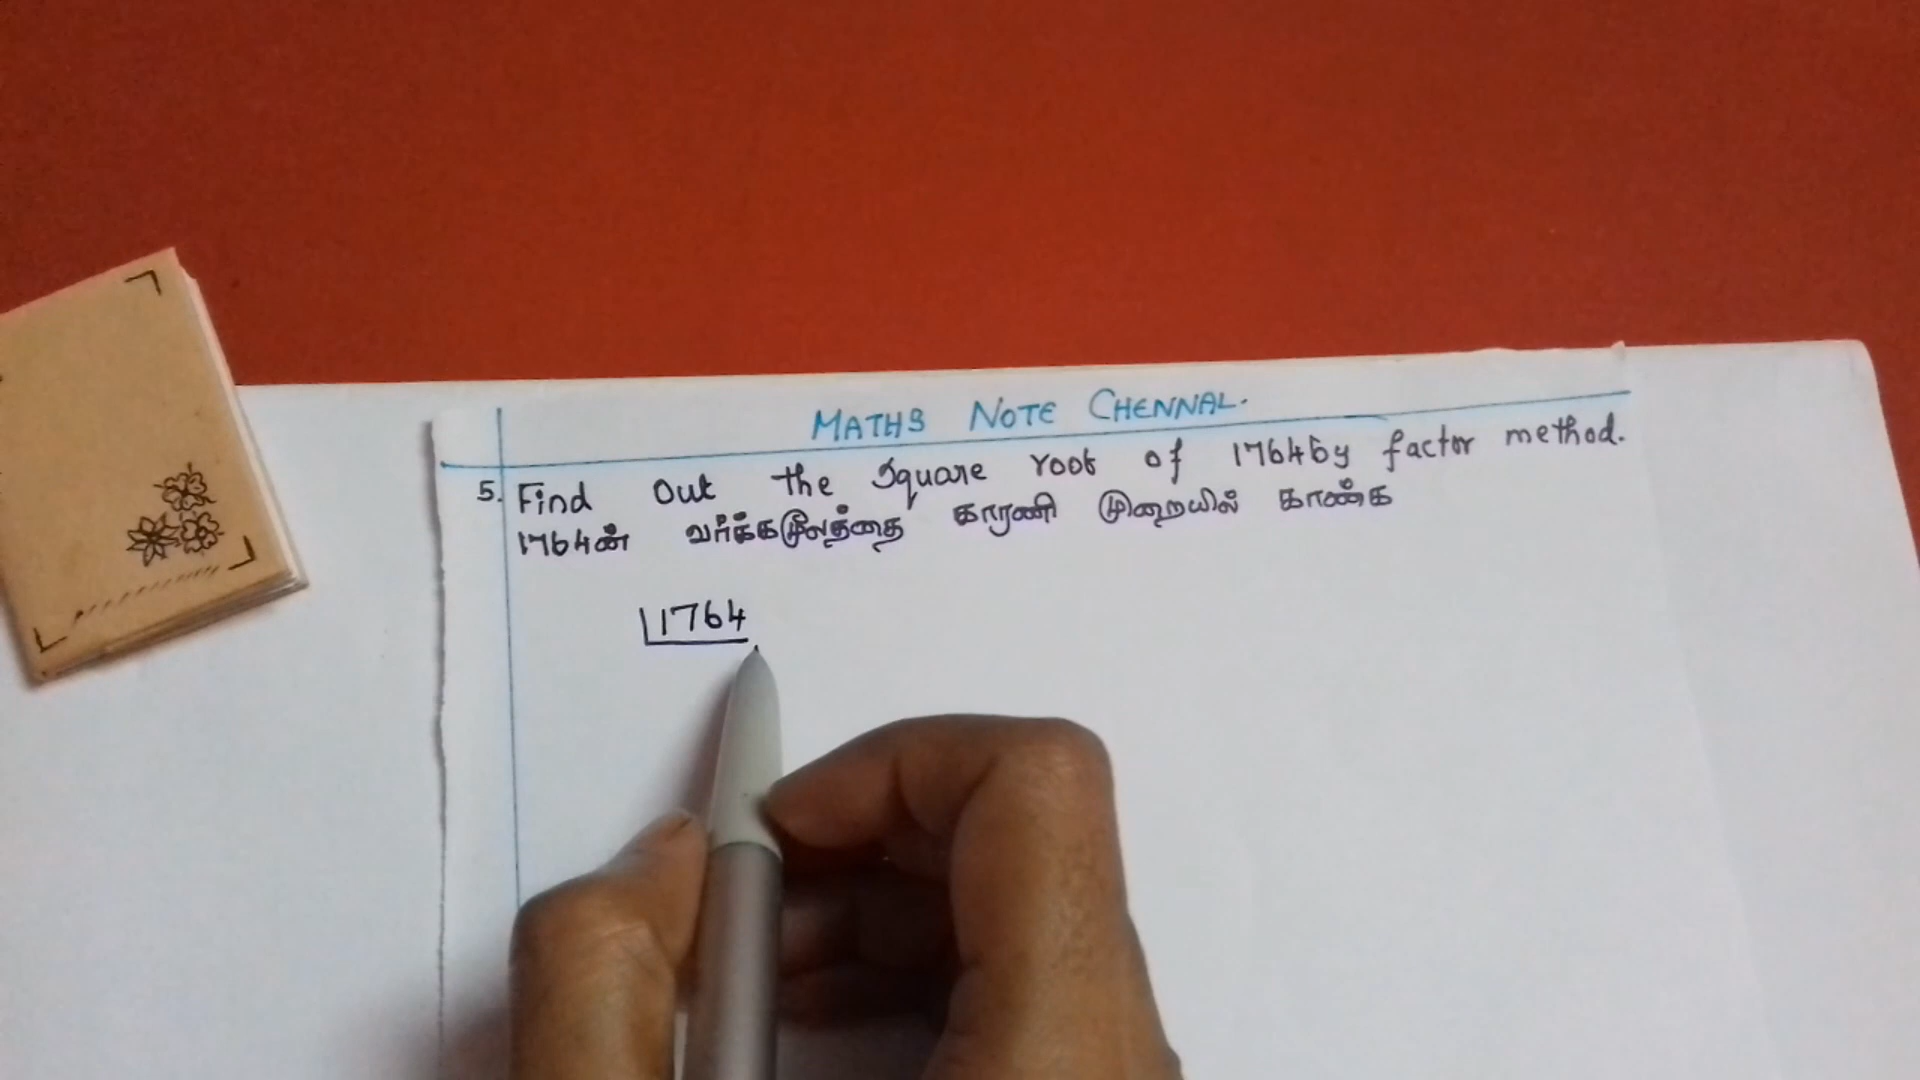 MATHS NOTE CHENNAI.
5. Find Out the Square root of 1764 by factor method.
1764ன் வர்க்கமூலத்தை காரணி முறையில் காண்க
1764